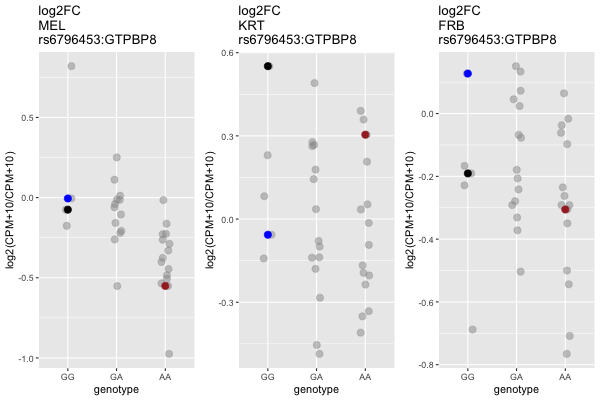 log2FC
MEL
rs6796453:GTPBP8
log2(CPM+10/CPM+10)
0.5
0.0
-0.5
-1.0
GG GA AA
genotype
log2FC
KRT
rs6796453:GTPBP8
log2(CPM+10/CPM+10)
0.6
0.3
0.0
-0.3
GG GA AA
genotype
log2FC
FRB
rs6796453:GTPBP8
log2(CPM+10/CPM+10)
0.0
-0.2
-0.4
-0.6
-0.8
GG GA AA
genotype